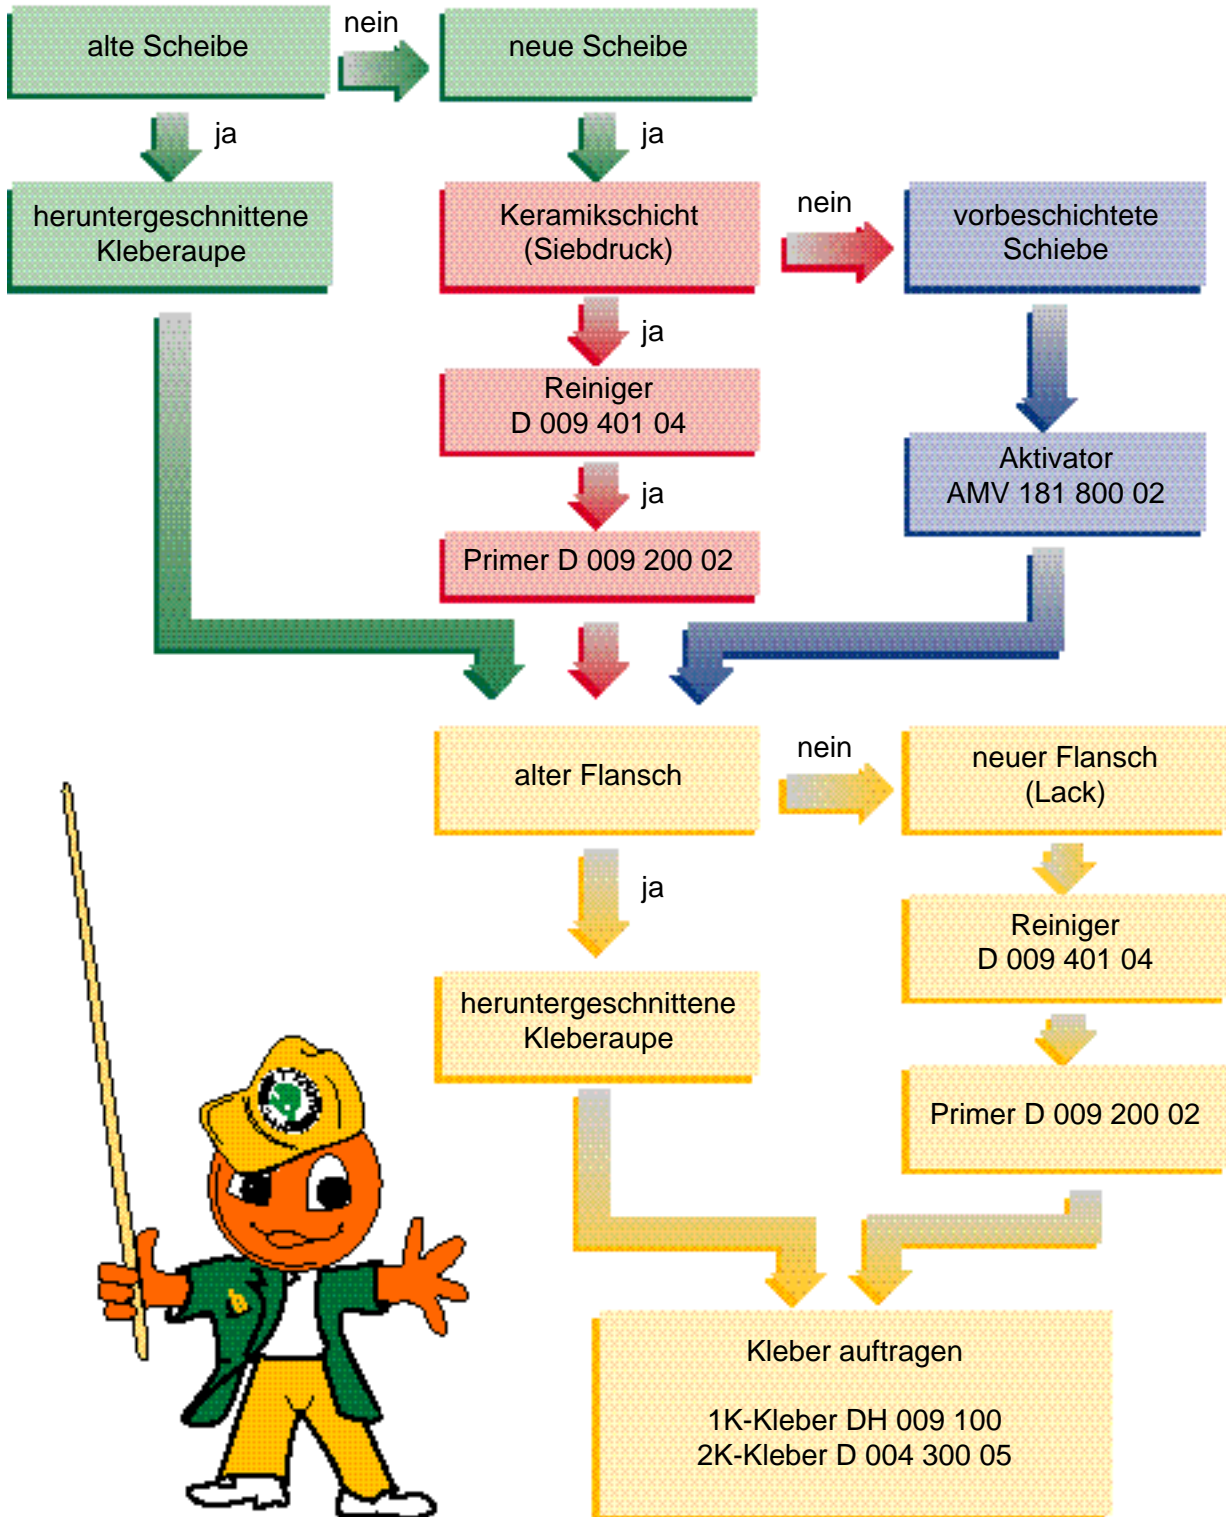 alte Scheibe
nein
neue Scheibe
ja
ja
heruntergeschnittene
Kleberaupe
Keramikschicht
(Siebdruck)
nein
vorbeschichtete
Schiebe
ja
Reiniger
D 009 401 04
Aktivator
AMV 181 800 02
ja
Primer D 009 200 02
alter Flansch
nein
neuer Flansch
(Lack)
ja
Reiniger
D 009 401 04
heruntergeschnittene
Kleberaupe
Primer D 009 200 02
Kleber auftragen
1K-Kleber DH 009 100
2K-Kleber D 004 300 05